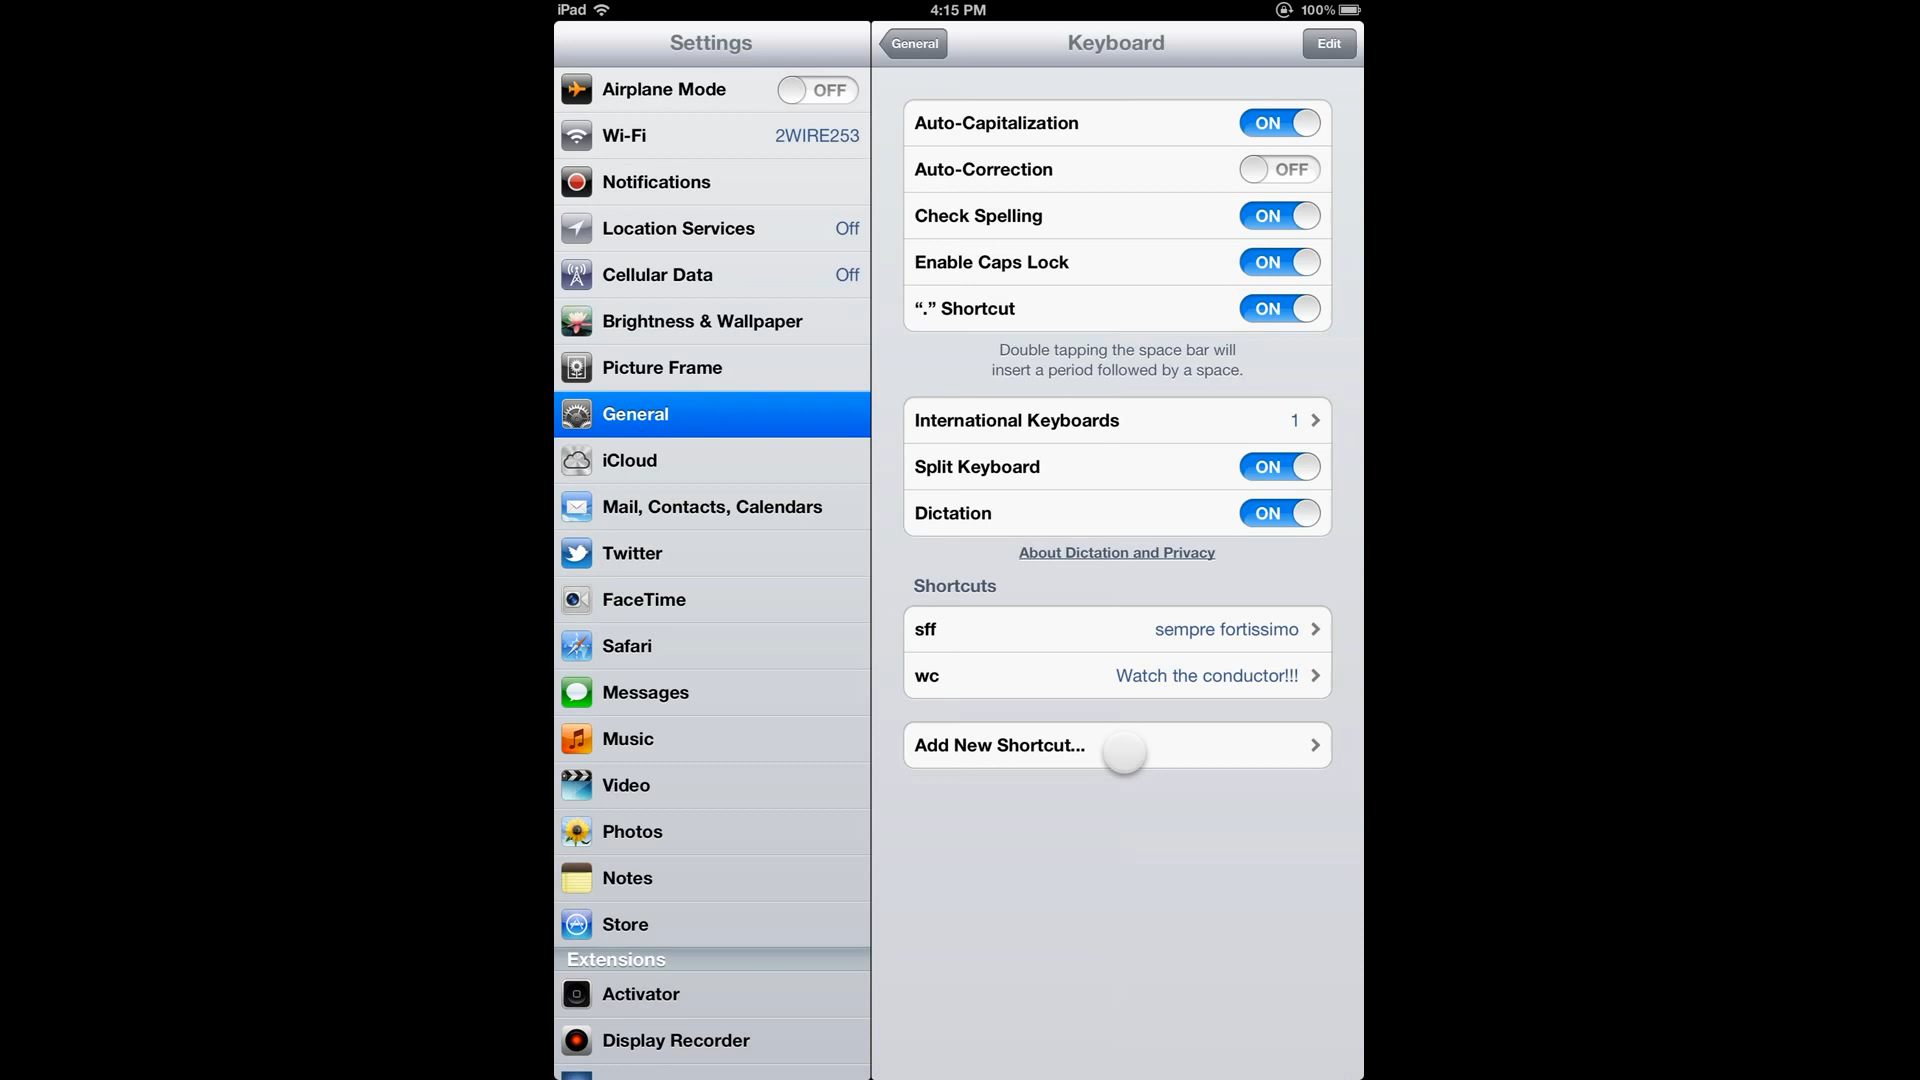 iPad 4:15 PM 100%
Settings
Airplane Mode OFF
Wi-Fi 2WIRE253
Notifications
Location Services Off
Cellular Data Off
Brightness & Wallpaper
Picture Frame
General
iCloud
Mail, Contacts, Calendars
Twitter
FaceTime
Safari
Messages
Music
Video
Photos
Notes
Store
Extensions
Activator
Display Recorder
General Keyboard Edit
Auto-Capitalization ON
Auto-Correction OFF
Check Spelling ON
Enable Caps Lock ON
“.” Shortcut ON
Double tapping the space bar will
insert a period followed by a space.
International Keyboards 1
Split Keyboard ON
Dictation ON
About Dictation and Privacy
Shortcuts
sff sempre fortissimo
wc Watch the conductor!!!
Add New Shortcut...